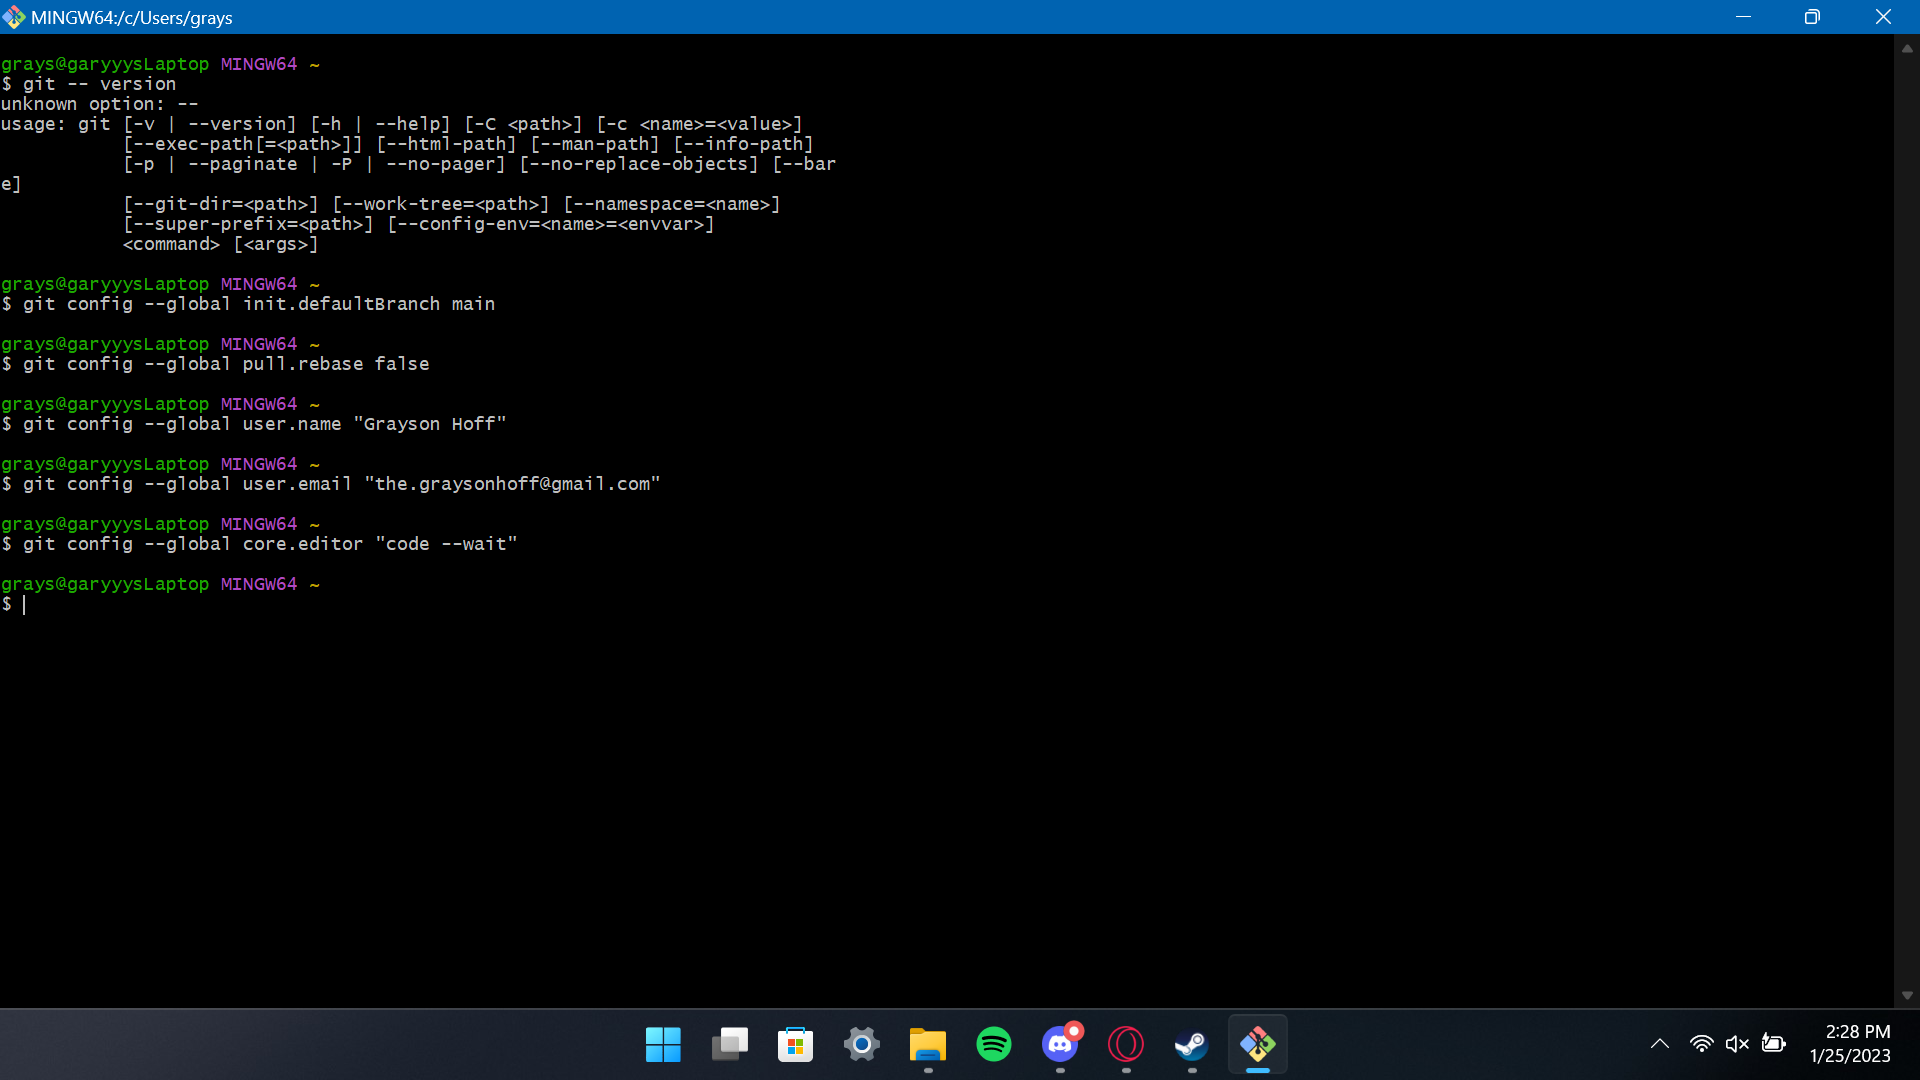 MINGW64:/c/Users/grays
grays@garyyysLaptop MINGW64 ~
$ git -- version
unknown option: --
usage: git [-v | --version] [-h | --help] [-C <path>] [-c <name>=<value>]
           [--exec-path[=<path>]] [--html-path] [--man-path] [--info-path]
           [-p | --paginate | -P | --no-pager] [--no-replace-objects] [--bar
e]
           [--git-dir=<path>] [--work-tree=<path>] [--namespace=<name>]
           [--super-prefix=<path>] [--config-env=<name>=<envvar>]
           <command> [<args>]
grays@garyyysLaptop MINGW64 ~
$ git config --global init.defaultBranch main
grays@garyyysLaptop MINGW64 ~
$ git config --global pull.rebase false
grays@garyyysLaptop MINGW64 ~
$ git config --global user.name "Grayson Hoff"
grays@garyyysLaptop MINGW64 ~
$ git config --global user.email "the.graysonhoff@gmail.com"
grays@garyyysLaptop MINGW64 ~
$ git config --global core.editor "code --wait"
grays@garyyysLaptop MINGW64 ~
$
2:28 PM
1/25/2023